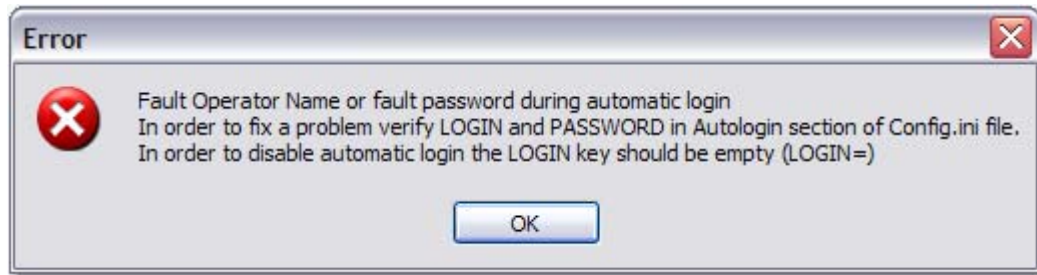 Error
Fault Operator Name or fault password during automatic login
In order to fix a problem verify LOGIN and PASSWORD in Autologin section of Config.ini file.
In order to disable automatic login the LOGIN key should be empty (LOGIN=)
OK